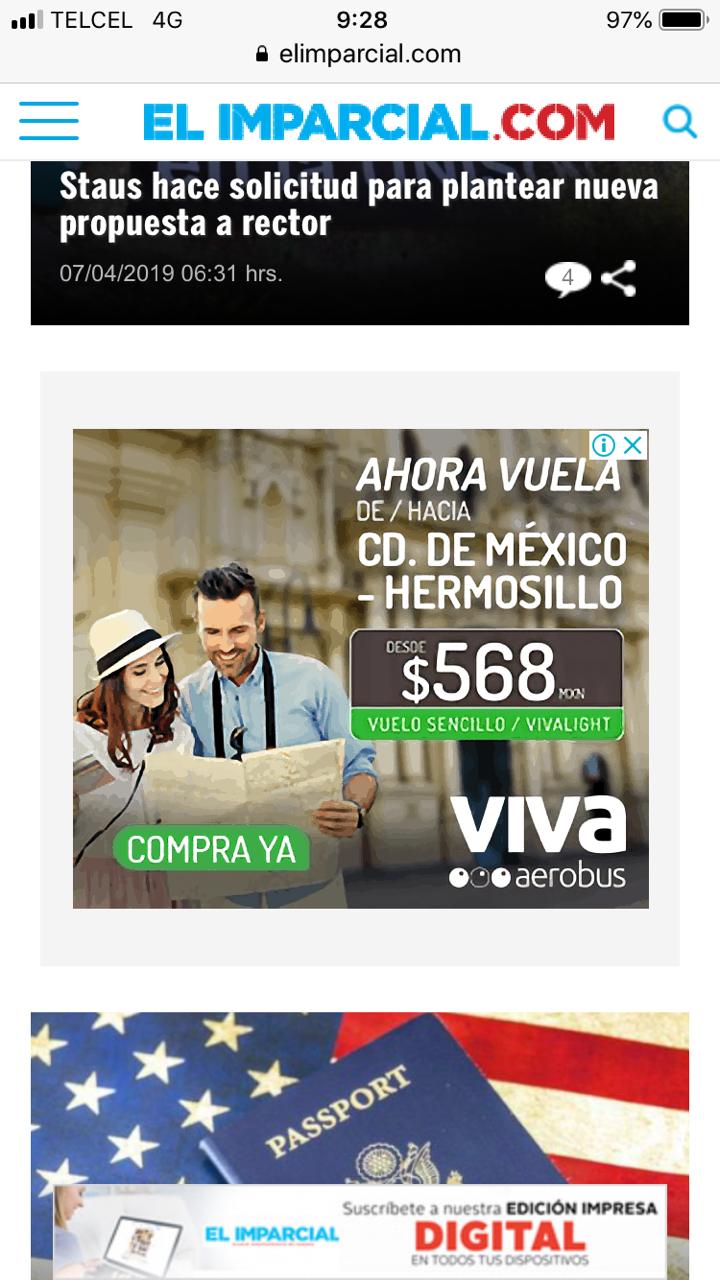 TELCEL 4G 9:28 97%
elimparcial.com
EL IMPARCIAL.COM
Staus hace solicitud para plantear nueva
propuesta a rector
07/04/2019 06:31 hrs.
4
AHORA VUELA
DE / HACIA
CD. DE MÉXICO
- HERMOSILLO
DESDE
$568 MXN
VUELO SENCILLO / VIVALIGHT
COMPRA YA
viva
aerobus
PASSPORT
Suscríbete a nuestra EDICIÓN IMPRESA
EL IMPARCIAL
DIGITAL
EN TODOS TUS DISPOSITIVOS